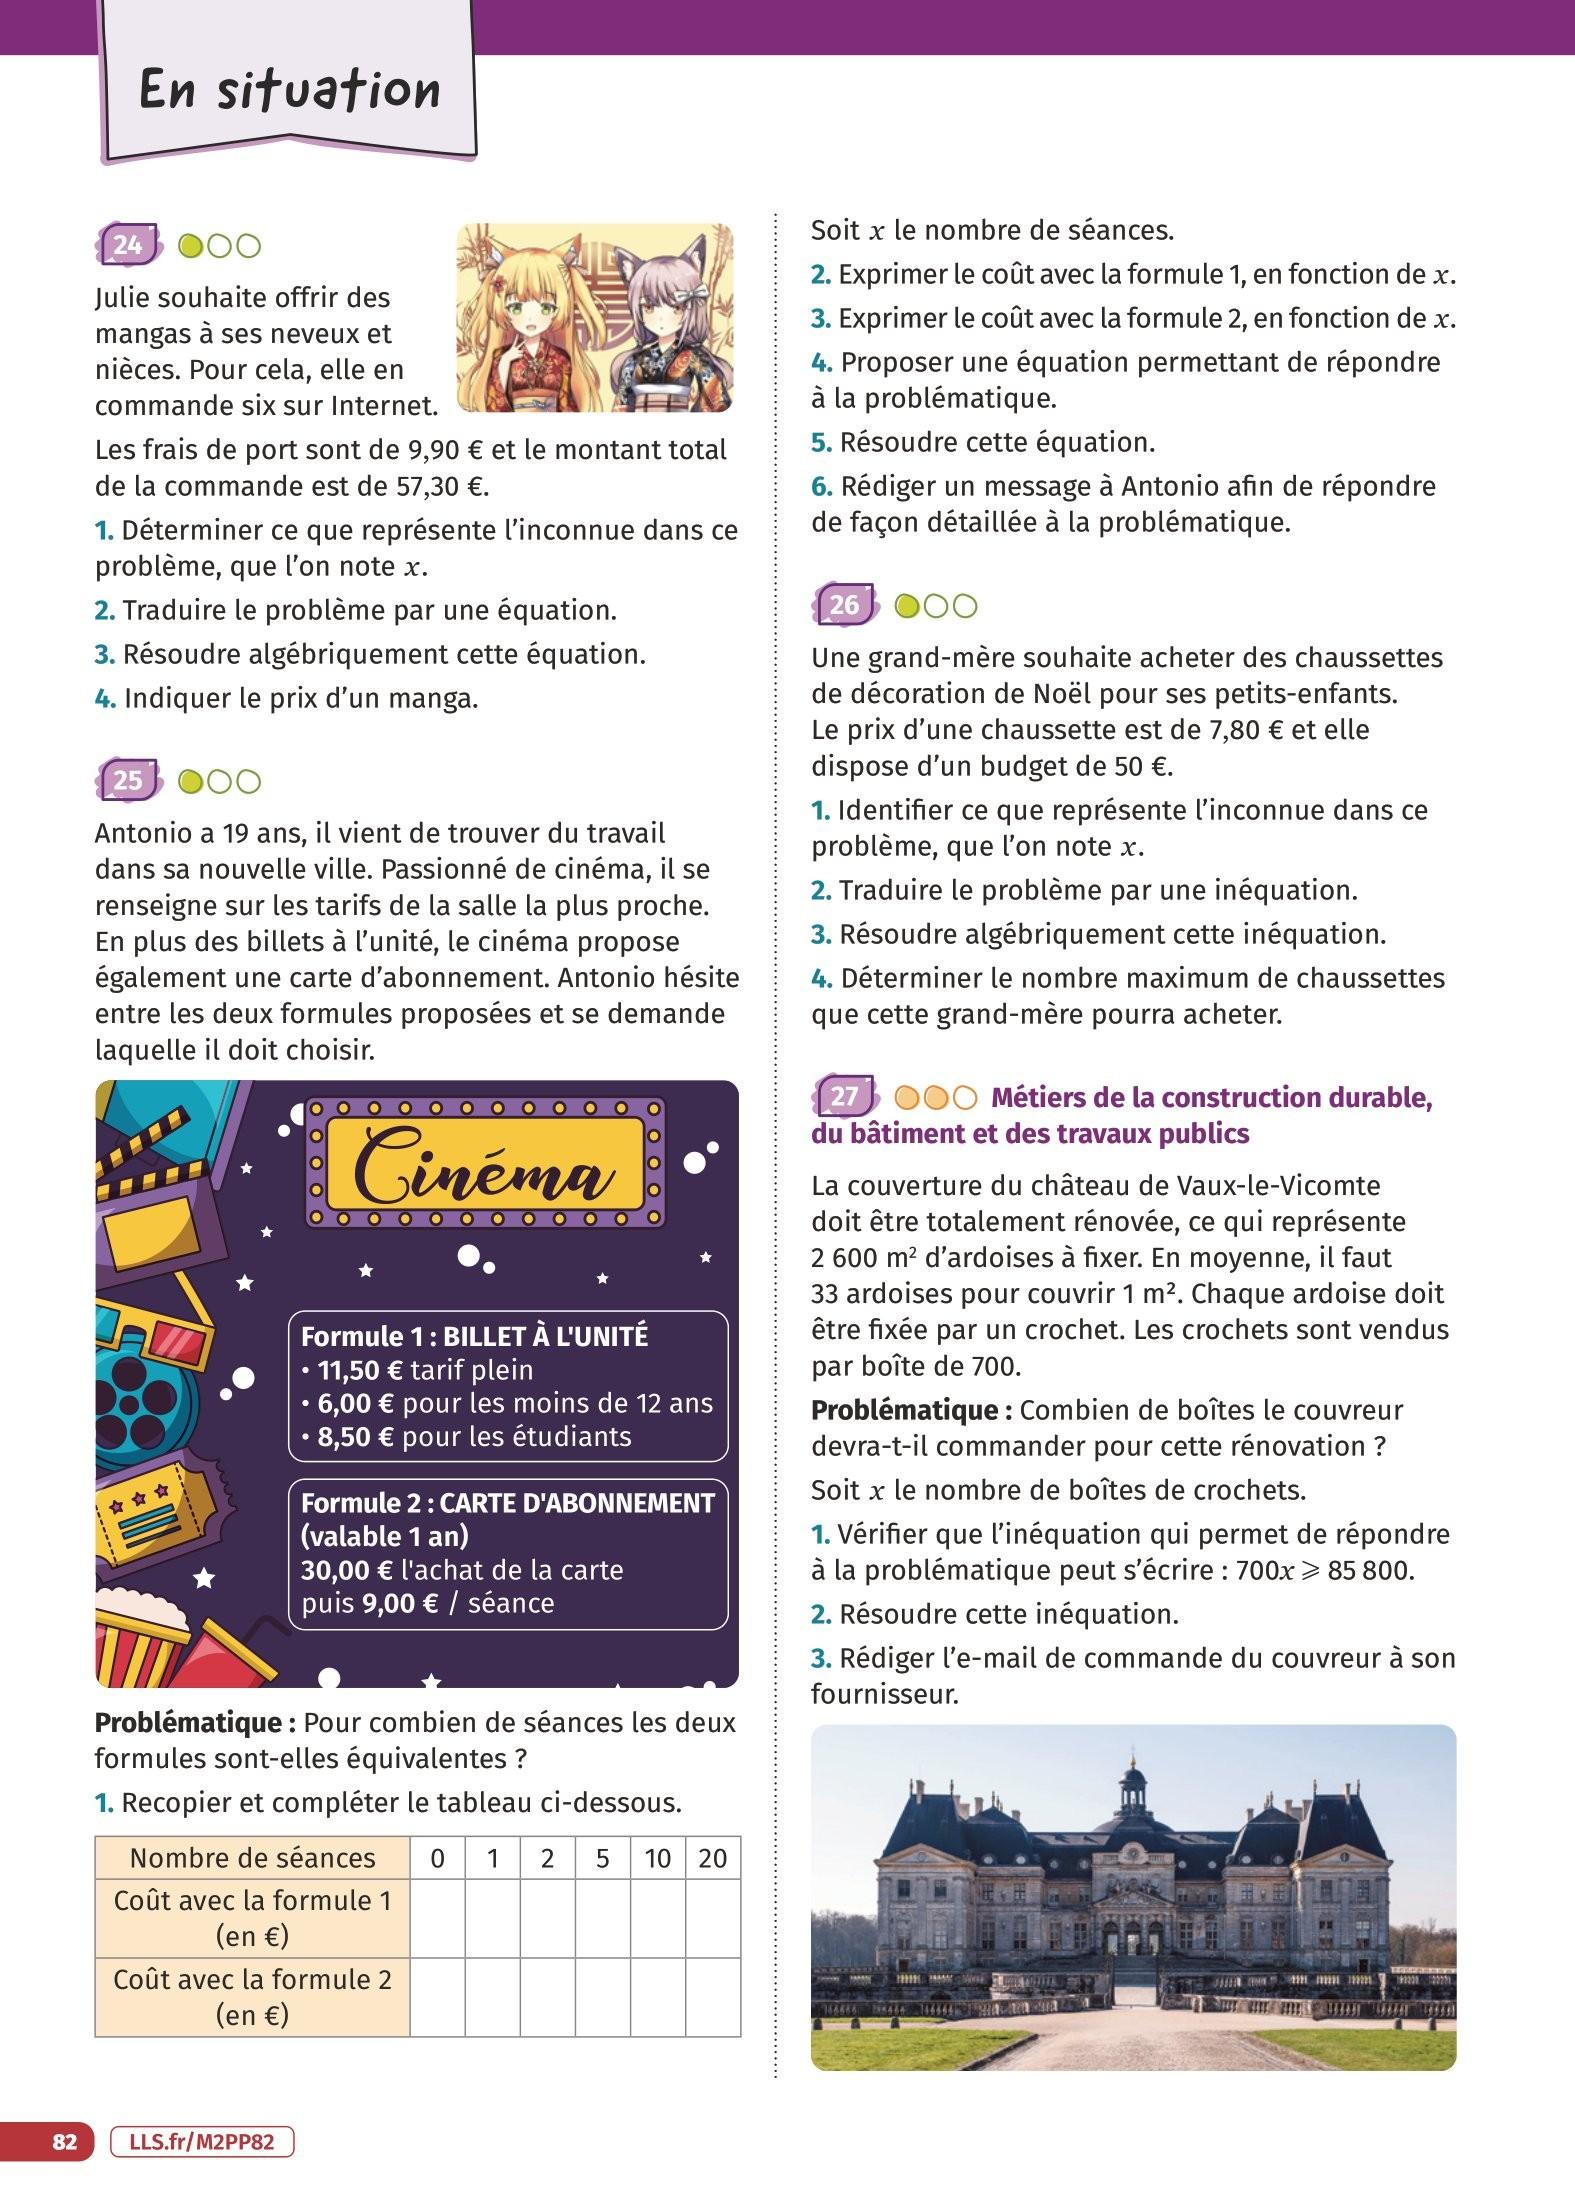 En situation
24
Julie souhaite offrir des
mangas à ses neveux et
nièces. Pour cela, elle en
commande six sur Internet.
Les frais de port sont de 9,90 € et le montant total
de la commande est de 57,30 €.
1. Déterminer ce que représente l’inconnue dans ce
problème, que l’on note x.
2. Traduire le problème par une équation.
3. Résoudre algébriquement cette équation.
4. Indiquer le prix d’un manga.
25
Antonio a 19 ans, il vient de trouver du travail
dans sa nouvelle ville. Passionné de cinéma, il se
renseigne sur les tarifs de la salle la plus proche.
En plus des billets à l’unité, le cinéma propose
également une carte d’abonnement. Antonio hésite
entre les deux formules proposées et se demande
laquelle il doit choisir.
Cinéma
Formule 1 : BILLET À L'UNITÉ
• 11,50 € tarif plein
• 6,00 € pour les moins de 12 ans
• 8,50 € pour les étudiants
Formule 2 : CARTE D'ABONNEMENT
(valable 1 an)
30,00 € l'achat de la carte
puis 9,00 € / séance
Problématique : Pour combien de séances les deux
formules sont-elles équivalentes ?
1. Recopier et compléter le tableau ci-dessous.
Nombre de séances 0 1 2 5 10 20
Coût avec la formule 1
(en €)
Coût avec la formule 2
(en €)
Soit x le nombre de séances.
2. Exprimer le coût avec la formule 1, en fonction de x.
3. Exprimer le coût avec la formule 2, en fonction de x.
4. Proposer une équation permettant de répondre
à la problématique.
5. Résoudre cette équation.
6. Rédiger un message à Antonio afin de répondre
de façon détaillée à la problématique.
26
Une grand-mère souhaite acheter des chaussettes
de décoration de Noël pour ses petits-enfants.
Le prix d’une chaussette est de 7,80 € et elle
dispose d’un budget de 50 €.
1. Identifier ce que représente l’inconnue dans ce
problème, que l’on note x.
2. Traduire le problème par une inéquation.
3. Résoudre algébriquement cette inéquation.
4. Déterminer le nombre maximum de chaussettes
que cette grand-mère pourra acheter.
27 Métiers de la construction durable,
du bâtiment et des travaux publics
La couverture du château de Vaux-le-Vicomte
doit être totalement rénovée, ce qui représente
2 600 m² d’ardoises à fixer. En moyenne, il faut
33 ardoises pour couvrir 1 m². Chaque ardoise doit
être fixée par un crochet. Les crochets sont vendus
par boîte de 700.
Problématique : Combien de boîtes le couvreur
devra-t-il commander pour cette rénovation ?
Soit x le nombre de boîtes de crochets.
1. Vérifier que l’inéquation qui permet de répondre
à la problématique peut s’écrire : 700x ⩾ 85 800.
2. Résoudre cette inéquation.
3. Rédiger l’e-mail de commande du couvreur à son
fournisseur.
82 LLS.fr/M2PP82